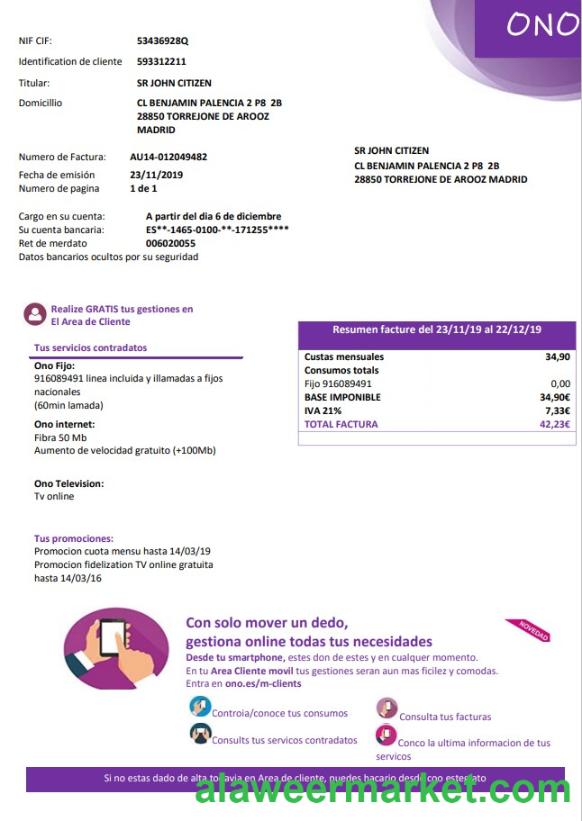 ONO
NIF CIF: 53436928Q
Identification de cliente 593312211
Titular: SR JOHN CITIZEN
Domicillio CL BENJAMIN PALENCIA 2 P8 2B
28850 TORREJONE DE AROOZ
MADRID
Numero de Factura: AU14-012049482
Fecha de emisión 23/11/2019
Numero de pagina 1 de 1
SR JOHN CITIZEN
CL BENJAMIN PALENCIA 2 P8 2B
28850 TORREJONE DE AROOZ MADRID
Cargo en su cuenta: A partir del dia 6 de diciembre
Su cuenta bancaria: ES**-1465-0100-**-171255****
Ret de merdato 006020055
Datos bancarios ocultos por su seguridad
Realize GRATIS tus gestiones en
El Area de Cliente
Tus servicios contradatos
Ono Fijo:
916089491 linea incluida y illamadas a fijos
nacionales
(60min lamada)
Ono internet:
Fibra 50 Mb
Aumento de velocidad gratuito (+100Mb)
Ono Television:
Tv online
Tus promociones:
Promocion cuota mensu hasta 14/03/19
Promocion fidelization TV online gratuita
hasta 14/03/16
Resumen facture del 23/11/19 al 22/12/19
Custas mensuales 34,90
Consumos totals
Fijo 916089491 0,00
BASE IMPONIBLE 34,90€
IVA 21% 7,33€
TOTAL FACTURA 42,23€
Con solo mover un dedo,
gestiona online todas tus necesidades
NOVEDAD
Desde tu smartphone, estes don de estes y en cualquier momento.
En tu Area Cliente movil tus gestiones seran aun mas ficilez y comodas.
Entra en ono.es/m-clients
Controia/conoce tus consumos
Consulta tus facturas
Consults tus servicos contradatos
Conco la ultima informacion de tus
servicos
Si no estas dado de alta todavia en Area de cliente, puedes hacario desde ono estestato
alaweermarket.com